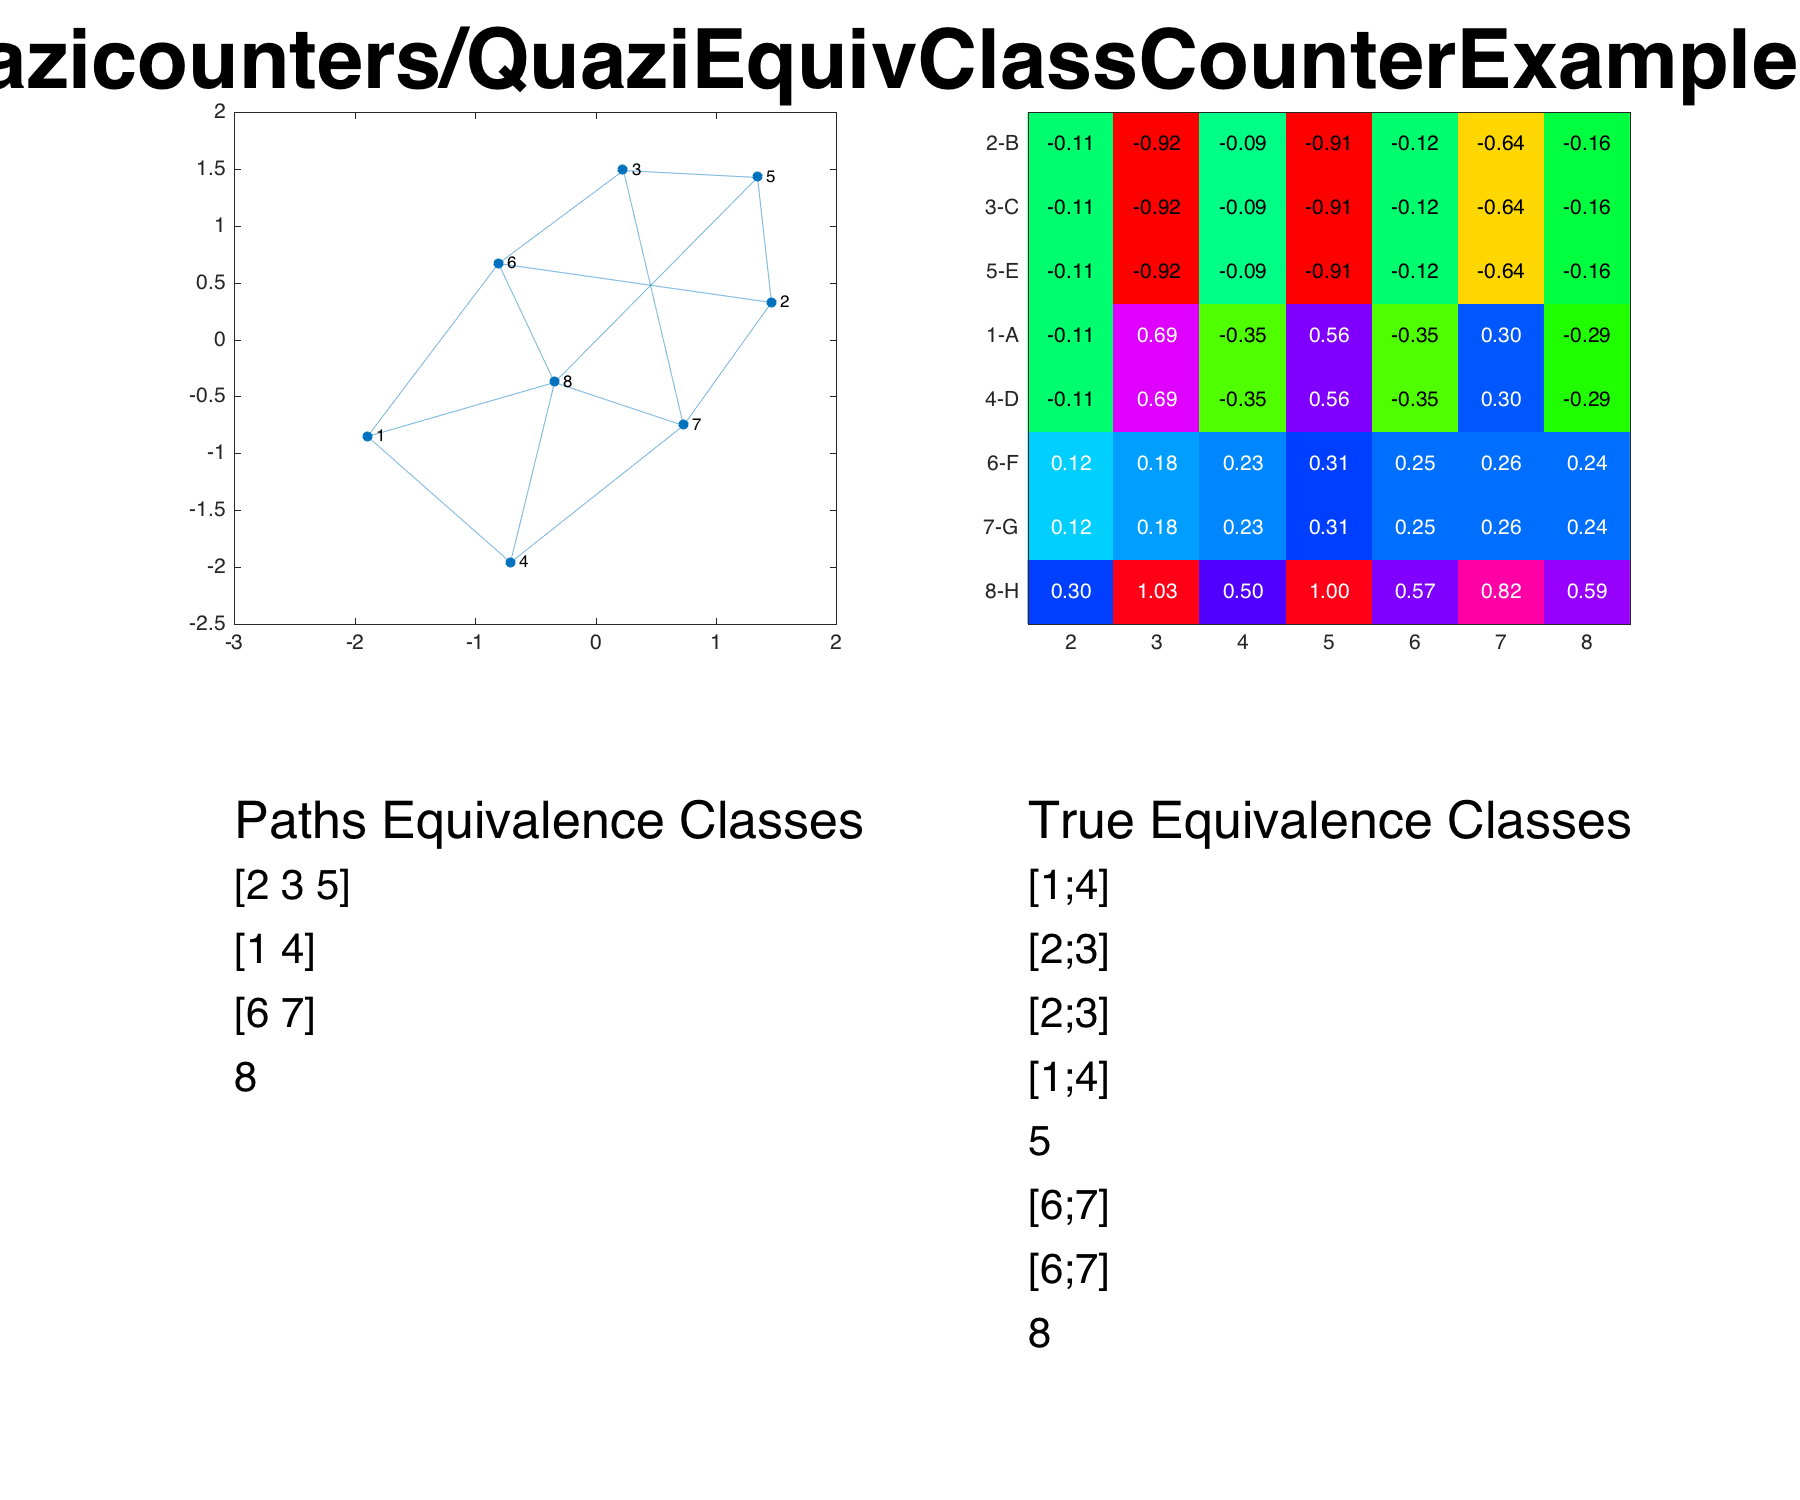 azicounters/QuaziEquivClassCounterExample
2
1.5
1
0.5
0
-0.5
-1
-1.5
-2
-2.5
-3 -2 -1 0 1 2
3
5
6
2
8
7
1
4
2-B -0.11 -0.92 -0.09 -0.91 -0.12 -0.64 -0.16
3-C -0.11 -0.92 -0.09 -0.91 -0.12 -0.64 -0.16
5-E -0.11 -0.92 -0.09 -0.91 -0.12 -0.64 -0.16
1-A -0.11 0.69 -0.35 0.56 -0.35 0.30 -0.29
4-D -0.11 0.69 -0.35 0.56 -0.35 0.30 -0.29
6-F 0.12 0.18 0.23 0.31 0.25 0.26 0.24
7-G 0.12 0.18 0.23 0.31 0.25 0.26 0.24
8-H 0.30 1.03 0.50 1.00 0.57 0.82 0.59
2 3 4 5 6 7 8
Paths Equivalence Classes
[2 3 5]
[1 4]
[6 7]
8
True Equivalence Classes
[1;4]
[2;3]
[2;3]
[1;4]
5
[6;7]
[6;7]
8